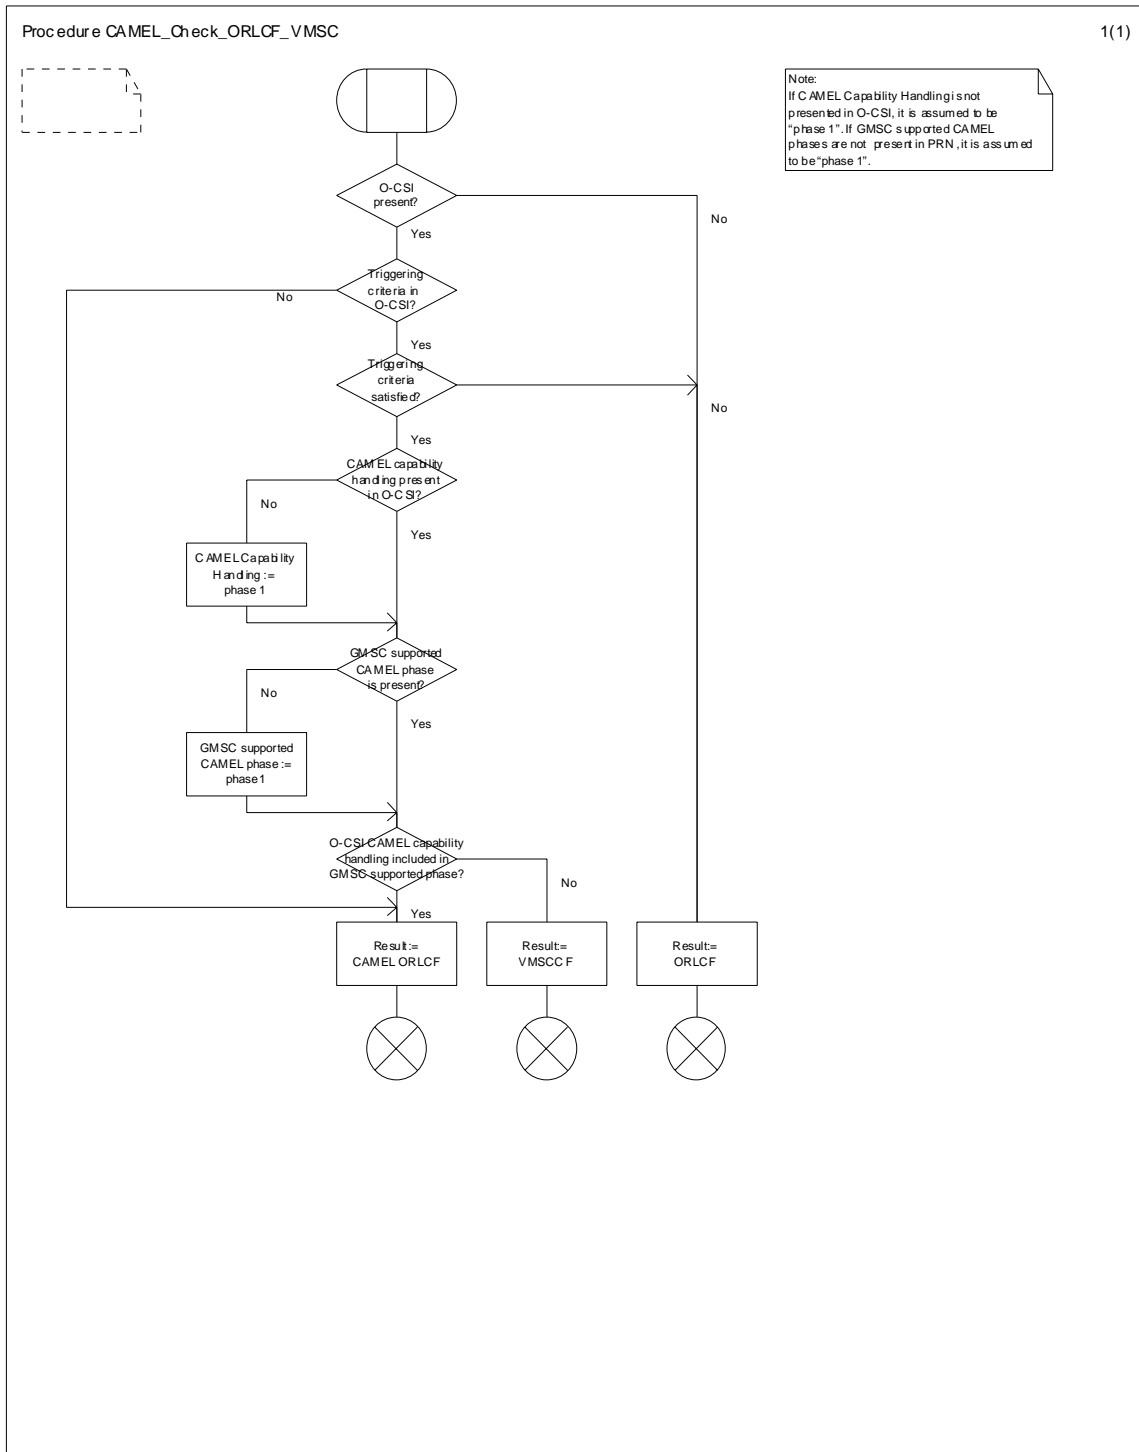 Procedure CAMEL_Check_ORLCF_VMSC
1(1)
Note:
If CAMEL Capability Handling is not
presented in O-CSI, it is assumed to be
“phase 1”. If GMSC supported CAMEL
phases are not present in PRN, it is assumed
to be “phase 1”.
O-CSI
present?
No
Yes
Triggering
criteria in
O-CSI?
No
Yes
Triggering
criteria
satisfied?
No
Yes
CAMEL capability
handling present
in O-CSI?
No
Yes
CAMEL Capability
Handling :=
phase 1
GMSC supported
CAMEL phase
is present?
No
Yes
GMSC supported
CAMEL phase :=
phase1
O-CSI CAMEL capability
handling included in
GMSC supported phase?
No
Yes
Result:=
CAMEL ORLCF
Result:=
VMSCCF
Result:=
ORLCF